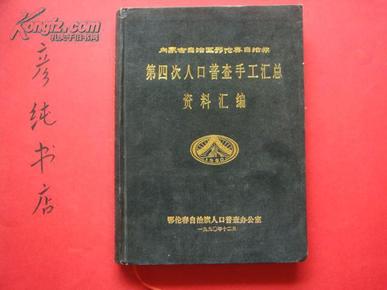 内蒙古自治区鄂伦春自治旗
第四次人口普查手工汇总
资料汇编
鄂伦春自治旗人口普查办公室
一九九〇年十二月
彦纯书店
孔夫子旧书网